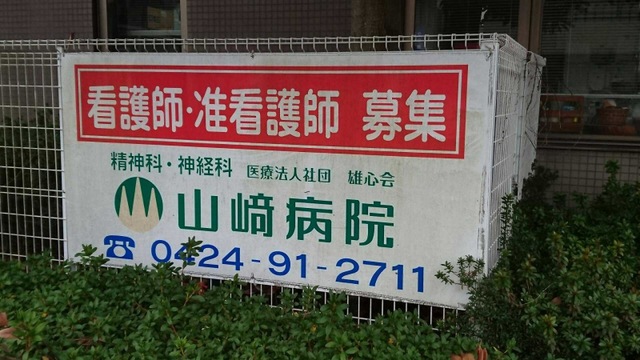 看護師・准看護師 募集
精神科・神経科 医療法人社団 雄心会
山﨑病院
☎ 0424-91-2711